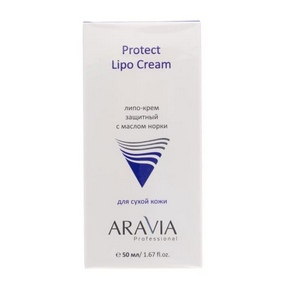 Protect
Lipo Cream
липо-крем
защитный
с маслом норки
для сухой кожи
ARAVIA
Professional
℮ 50 мл/ 1.67 fl.oz.